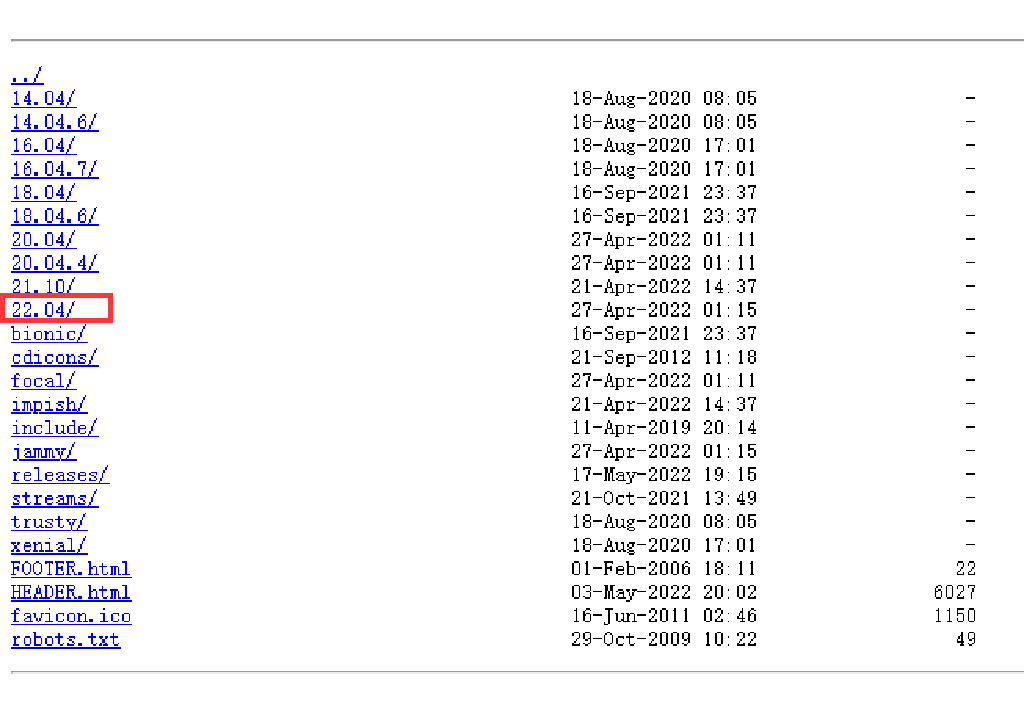 ../
14.04/ 18-Aug-2020 08:05 -
14.04.6/ 18-Aug-2020 08:05 -
16.04/ 18-Aug-2020 17:01 -
16.04.7/ 18-Aug-2020 17:01 -
18.04/ 16-Sep-2021 23:37 -
18.04.6/ 16-Sep-2021 23:37 -
20.04/ 27-Apr-2022 01:11 -
20.04.4/ 27-Apr-2022 01:11 -
21.10/ 21-Apr-2022 14:37 -
22.04/ 27-Apr-2022 01:15 -
bionic/ 16-Sep-2021 23:37 -
cdicons/ 21-Sep-2012 11:18 -
focal/ 27-Apr-2022 01:11 -
impish/ 21-Apr-2022 14:37 -
include/ 11-Apr-2019 20:14 -
jammy/ 27-Apr-2022 01:15 -
releases/ 17-May-2022 19:15 -
streams/ 21-Oct-2021 13:49 -
trusty/ 18-Aug-2020 08:05 -
xenial/ 18-Aug-2020 17:01 -
FOOTER.html 01-Feb-2006 18:11 22
HEADER.html 03-May-2022 20:02 6027
favicon.ico 16-Jun-2011 02:46 1150
robots.txt 29-Oct-2009 10:22 49